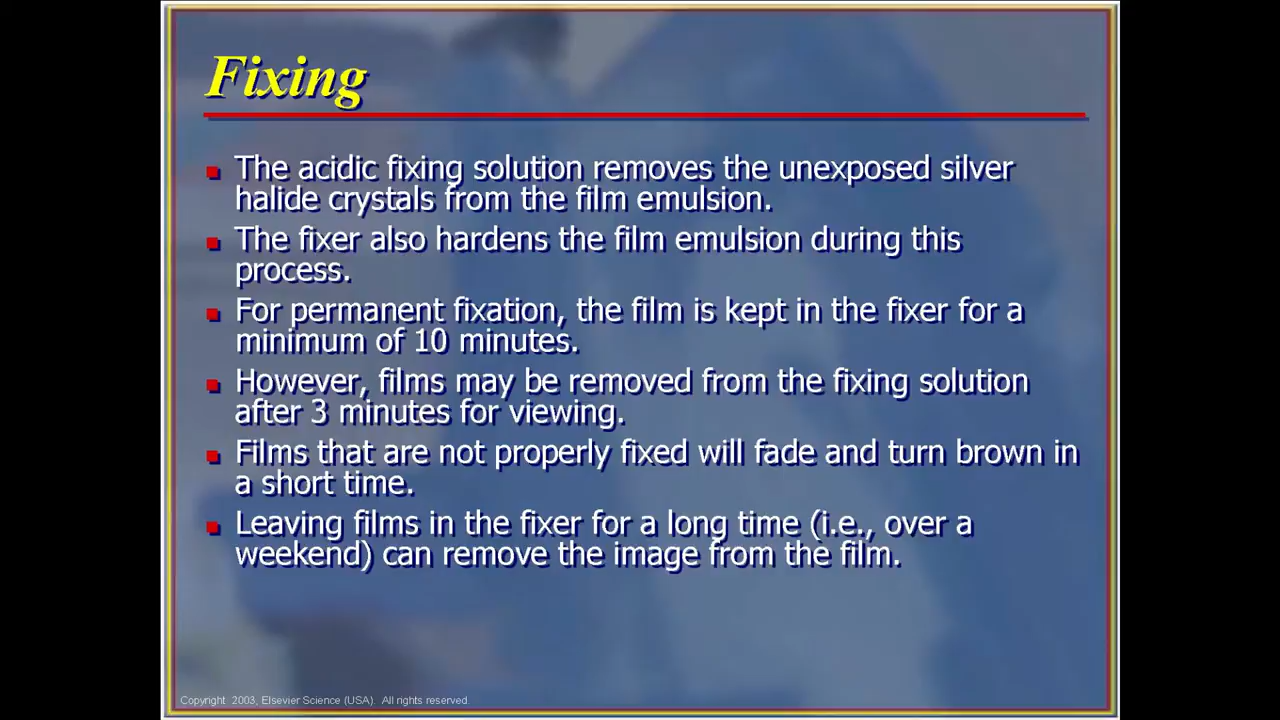 Fixing
The acidic fixing solution removes the unexposed silver
halide crystals from the film emulsion.
The fixer also hardens the film emulsion during this
process.
For permanent fixation, the film is kept in the fixer for a
minimum of 10 minutes.
However, films may be removed from the fixing solution
after 3 minutes for viewing.
Films that are not properly fixed will fade and turn brown in
a short time.
Leaving films in the fixer for a long time (i.e., over a
weekend) can remove the image from the film.
Copyright 2003, Elsevier Science (USA). All rights reserved.